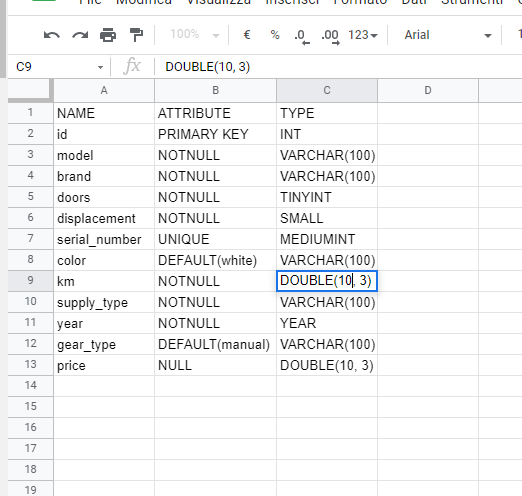 File Modifica Visualizza Inserisci Formato Dati Strumenti
100% € % .0 .00 123 Arial
C9 fx DOUBLE(10, 3)
A B C D
1 NAME ATTRIBUTE TYPE
2 id PRIMARY KEY INT
3 model NOTNULL VARCHAR(100)
4 brand NOTNULL VARCHAR(100)
5 doors NOTNULL TINYINT
6 displacement NOTNULL SMALL
7 serial_number UNIQUE MEDIUMINT
8 color DEFAULT(white) VARCHAR(100)
9 km NOTNULL DOUBLE(10, 3)
10 supply_type NOTNULL VARCHAR(100)
11 year NOTNULL YEAR
12 gear_type DEFAULT(manual) VARCHAR(100)
13 price NULL DOUBLE(10, 3)
14
15
16
17
18
19